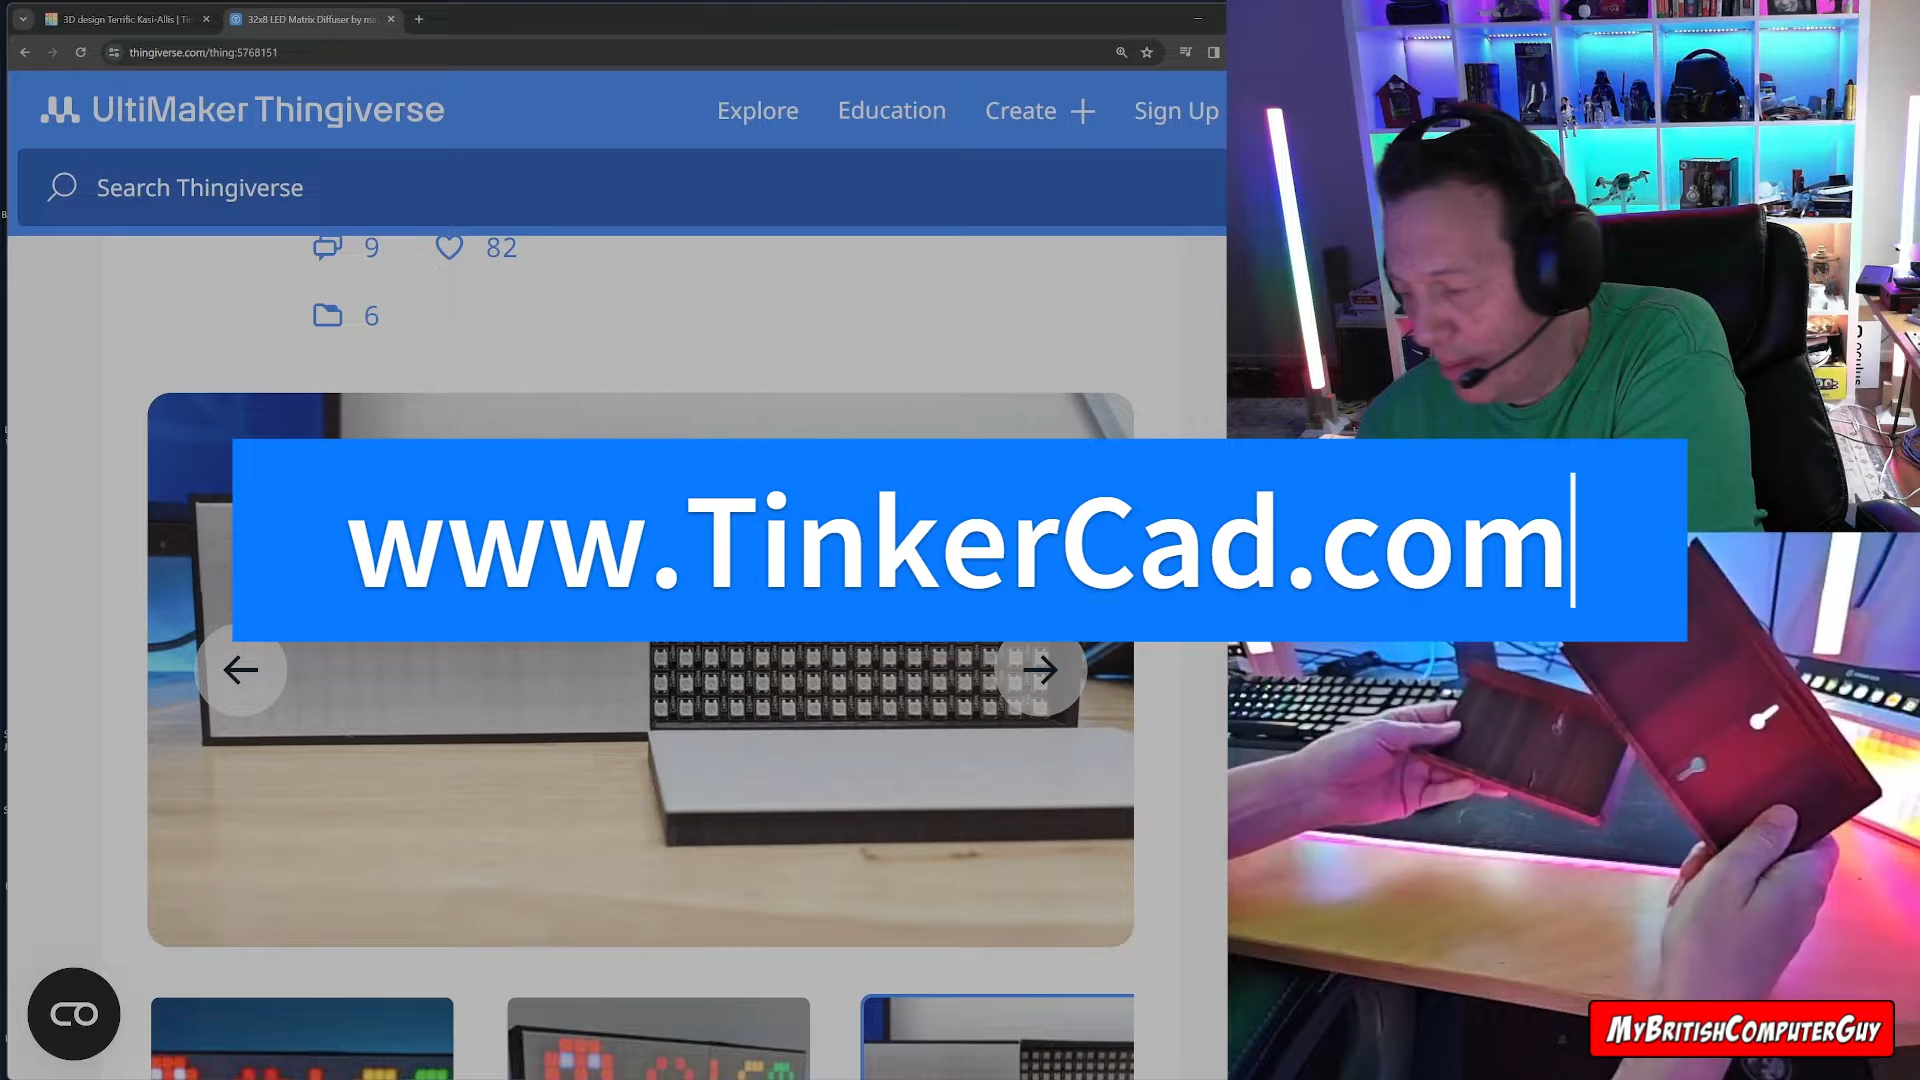 3D design Terrific Kasi-Allis | Tin
32x8 LED Matrix Diffuser by ma
thingiverse.com/thing:5768151
UltiMaker Thingiverse
Explore
Education
Create
Sign Up
Search Thingiverse
9
82
6
www.TinkerCad.com
MyBritishComputerGuy